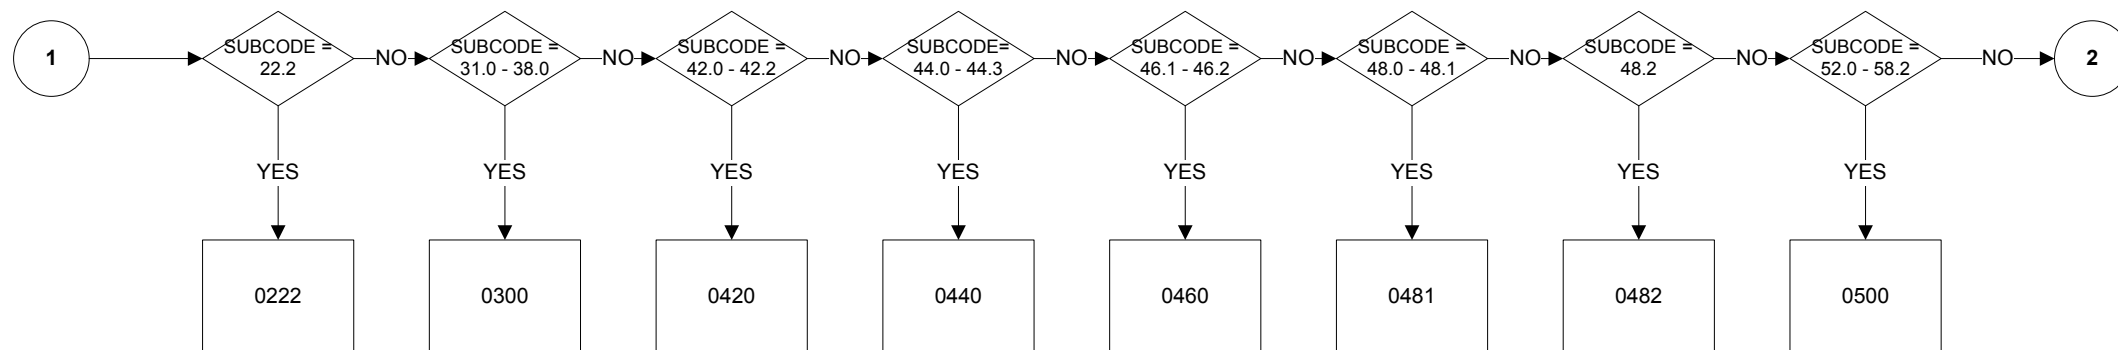 1
SUBCODE =
22.2
NO
SUBCODE =
31.0 - 38.0
NO
SUBCODE =
42.0 - 42.2
NO
SUBCODE=
44.0 - 44.3
NO
SUBCODE =
46.1 - 46.2
NO
SUBCODE =
48.0 - 48.1
NO
SUBCODE =
48.2
NO
SUBCODE =
52.0 - 58.2
NO
2
YES
YES
YES
YES
YES
YES
YES
YES
0222
0300
0420
0440
0460
0481
0482
0500